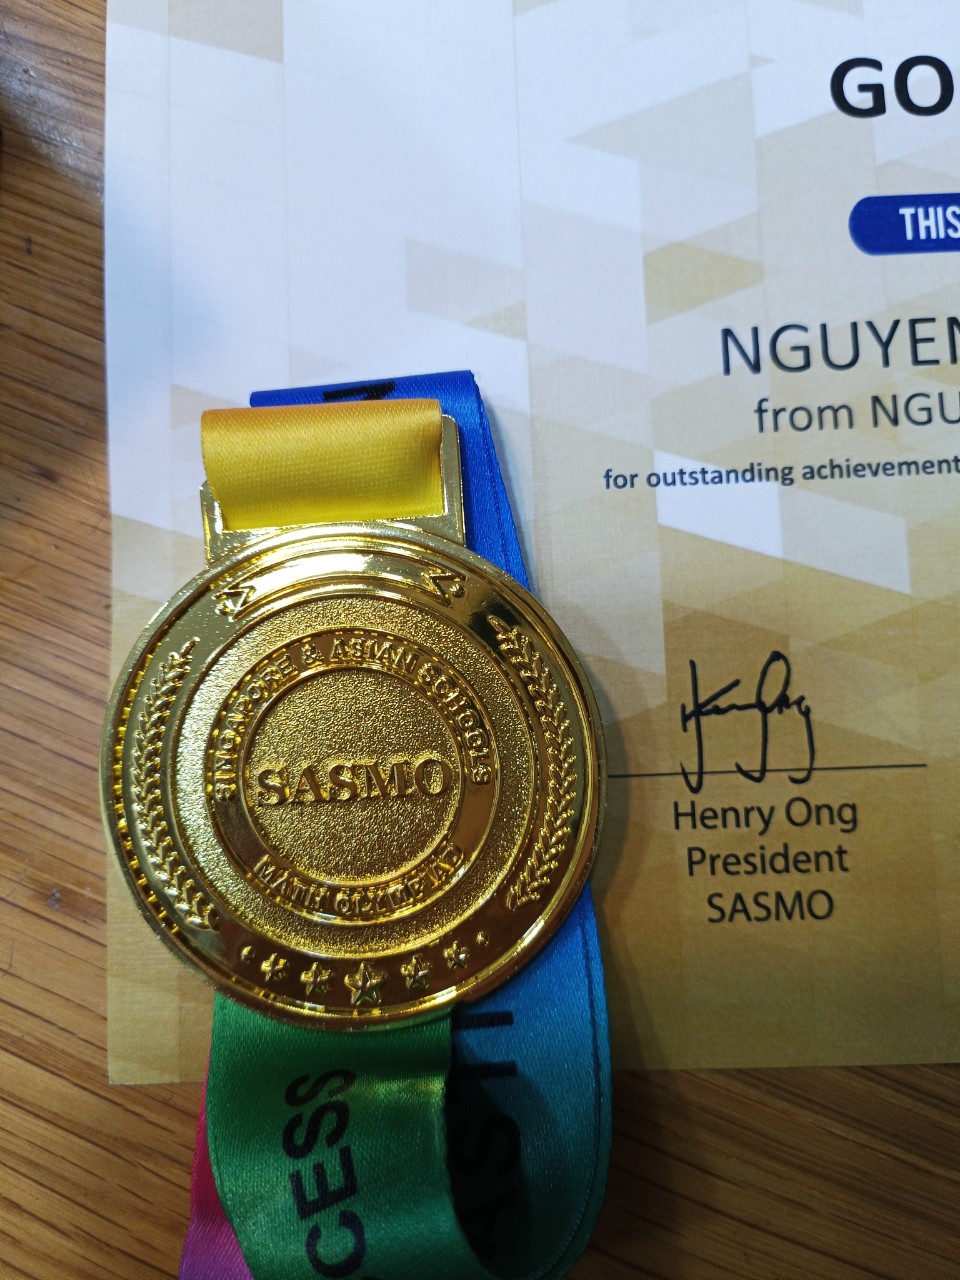 GO
THIS
NGUYEN
from NGU
for outstanding achievement
Henry Ong
President
SASMO
SINGAPORE & ASIAN SCHOOLS
SASMO
MATH OLYMPIAD
CESS